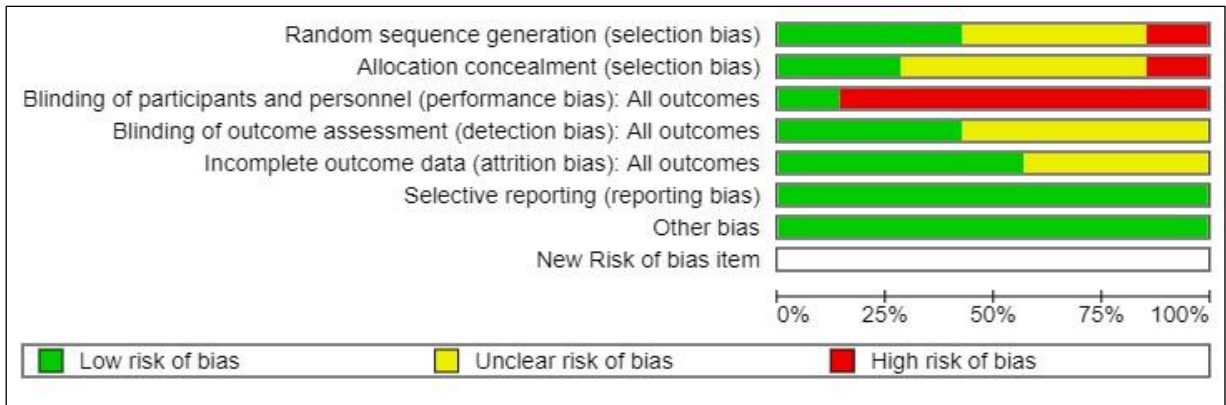 Random sequence generation (selection bias)
Allocation concealment (selection bias)
Blinding of participants and personnel (performance bias): All outcomes
Blinding of outcome assessment (detection bias): All outcomes
Incomplete outcome data (attrition bias): All outcomes
Selective reporting (reporting bias)
Other bias
New Risk of bias item
0% 25% 50% 75% 100%
Low risk of bias Unclear risk of bias High risk of bias